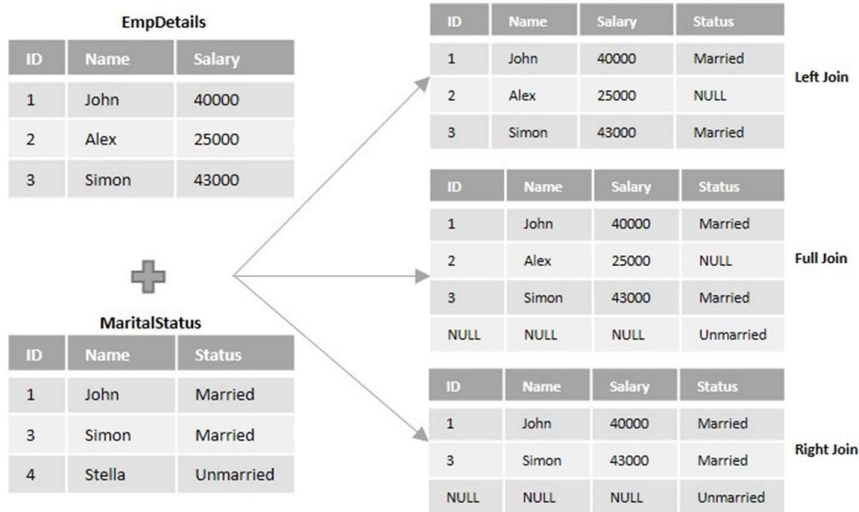 EmpDetails
ID Name Salary
1 John 40000
2 Alex 25000
3 Simon 43000
MaritalStatus
ID Name Status
1 John Married
3 Simon Married
4 Stella Unmarried
ID Name Salary Status
1 John 40000 Married
2 Alex 25000 NULL
3 Simon 43000 Married
Left Join
ID Name Salary Status
1 John 40000 Married
2 Alex 25000 NULL
3 Simon 43000 Married
NULL NULL NULL Unmarried
Full Join
ID Name Salary Status
1 John 40000 Married
3 Simon 43000 Married
NULL NULL NULL Unmarried
Right Join